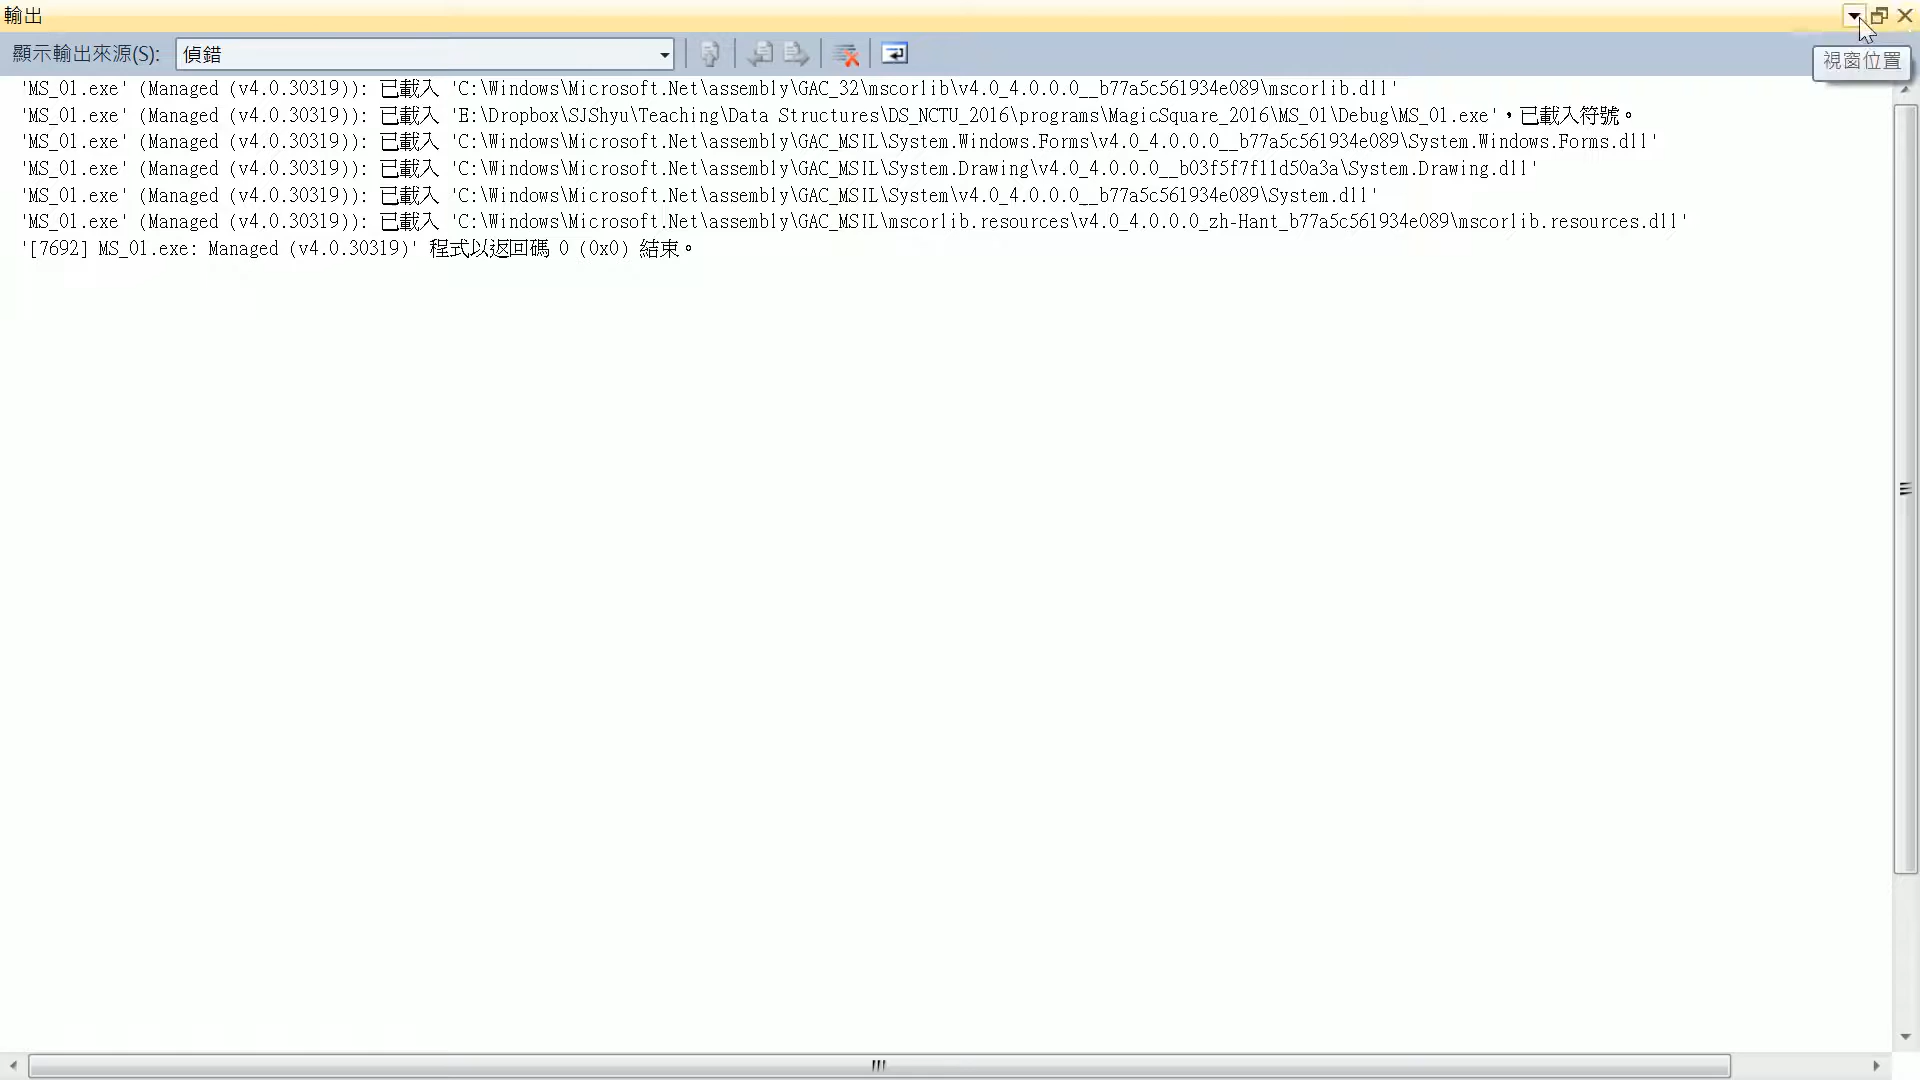 輸出
顯示輸出來源(S): 偵錯
視窗位置
'MS_01.exe' (Managed (v4.0.30319)): 已載入 'C:\Windows\Microsoft.Net\assembly\GAC_32\mscorlib\v4.0_4.0.0.0__b77a5c561934e089\mscorlib.dll'
'MS_01.exe' (Managed (v4.0.30319)): 已載入 'E:\Dropbox\SJShyu\Teaching\Data Structures\DS_NCTU_2016\programs\MagicSquare_2016\MS_01\Debug\MS_01.exe'，已載入符號。
'MS_01.exe' (Managed (v4.0.30319)): 已載入 'C:\Windows\Microsoft.Net\assembly\GAC_MSIL\System.Windows.Forms\v4.0_4.0.0.0__b77a5c561934e089\System.Windows.Forms.dll'
'MS_01.exe' (Managed (v4.0.30319)): 已載入 'C:\Windows\Microsoft.Net\assembly\GAC_MSIL\System.Drawing\v4.0_4.0.0.0__b03f5f7f11d50a3a\System.Drawing.dll'
'MS_01.exe' (Managed (v4.0.30319)): 已載入 'C:\Windows\Microsoft.Net\assembly\GAC_MSIL\System\v4.0_4.0.0.0__b77a5c561934e089\System.dll'
'MS_01.exe' (Managed (v4.0.30319)): 已載入 'C:\Windows\Microsoft.Net\assembly\GAC_MSIL\mscorlib.resources\v4.0_4.0.0.0_zh-Hant_b77a5c561934e089\mscorlib.resources.dll'
'[7692] MS_01.exe: Managed (v4.0.30319)' 程式以返回碼 0 (0x0) 結束。